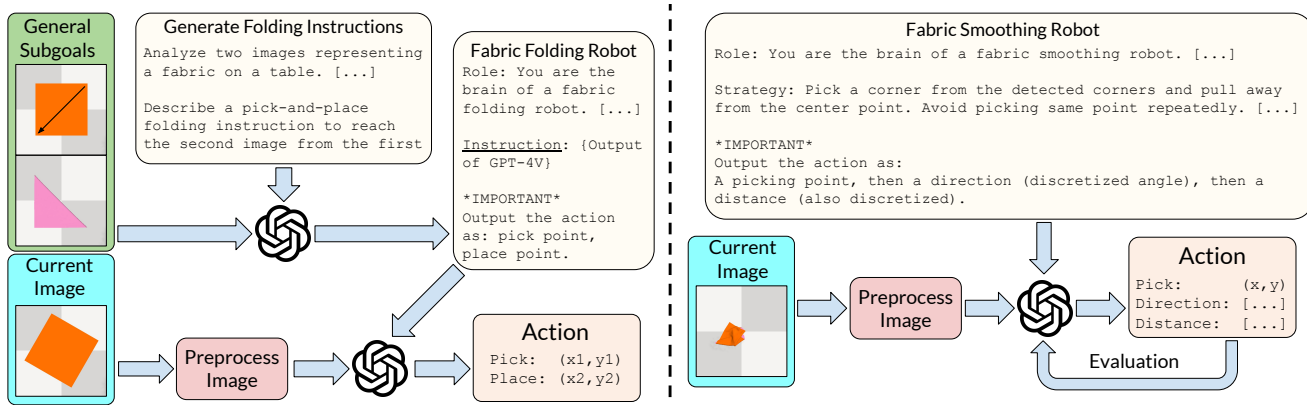 General
Subgoals
Generate Folding Instructions
Analyze two images representing
a fabric on a table. [...]
Describe a pick-and-place
folding instruction to reach
the second image from the first
Fabric Folding Robot
Role: You are the
brain of a fabric
folding robot. [...]
Instruction: {Output
of GPT-4V}
*IMPORTANT*
Output the action
as: pick point,
place point.
Current
Image
Preprocess
Image
Action
Pick: (x1,y1)
Place: (x2,y2)
Fabric Smoothing Robot
Role: You are the brain of a fabric smoothing robot. [...]
Strategy: Pick a corner from the detected corners and pull away
from the center point. Avoid picking same point repeatedly. [...]
*IMPORTANT*
Output the action as:
A picking point, then a direction (discretized angle), then a
distance (also discretized).
Current
Image
Preprocess
Image
Action
Pick: (x,y)
Direction: [...]
Distance: [...]
Evaluation